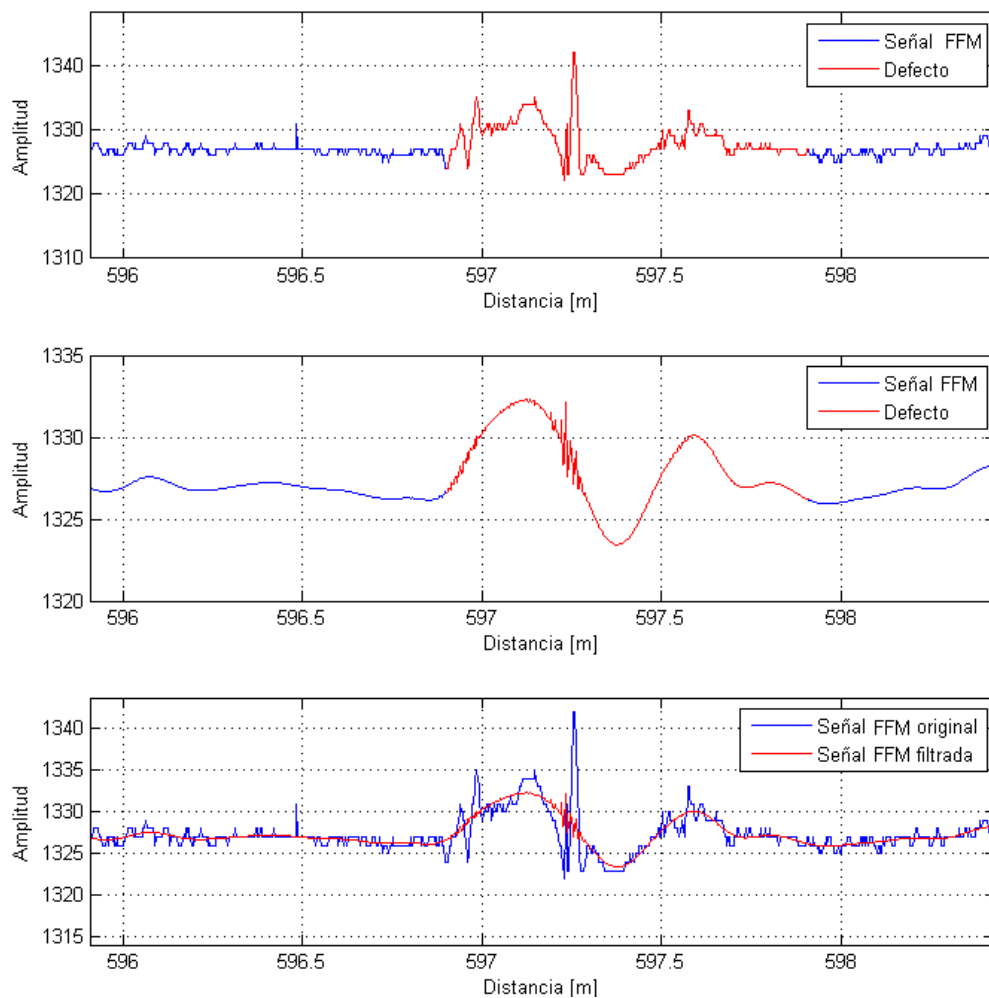 Señal FFM
Defecto
Amplitud
1340
1330
1320
1310
596
596.5
597
597.5
598
Distancia [m]
Señal FFM
Defecto
Amplitud
1335
1330
1325
1320
596
596.5
597
597.5
598
Distancia [m]
Señal FFM original
Señal FFM filtrada
Amplitud
1340
1335
1330
1325
1320
1315
596
596.5
597
597.5
598
Distancia [m]